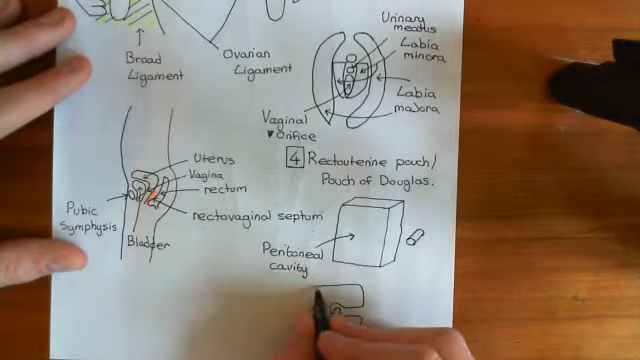 Broad
Ligament
Ovarian
Ligament
Urinary
meatus
Labia
minora
Labia
majora
Vaginal
orifice
4 Rectouterine pouch/
Pouch of Douglas.
Uterus
Vagina
rectum
rectovaginal septum
Pubic
Symphysis
Bladder
Peritoneal
cavity